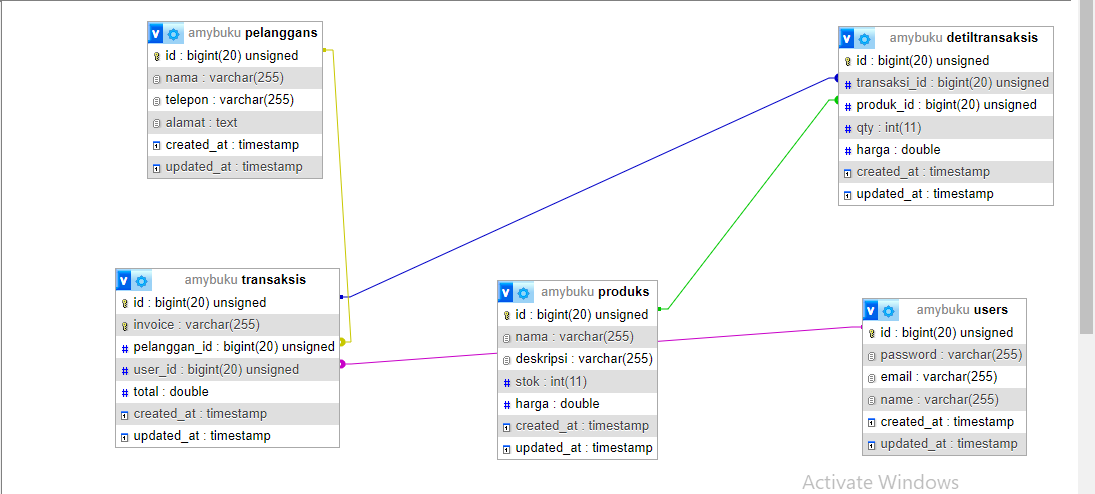 amybuku pelanggans
id : bigint(20) unsigned
nama : varchar(255)
telepon : varchar(255)
alamat : text
created_at : timestamp
updated_at : timestamp
amybuku detiltransaksis
id : bigint(20) unsigned
transaksi_id : bigint(20) unsigned
produk_id : bigint(20) unsigned
qty : int(11)
harga : double
created_at : timestamp
updated_at : timestamp
amybuku transaksis
id : bigint(20) unsigned
invoice : varchar(255)
pelanggan_id : bigint(20) unsigned
user_id : bigint(20) unsigned
total : double
created_at : timestamp
updated_at : timestamp
amybuku produks
id : bigint(20) unsigned
nama : varchar(255)
deskripsi : varchar(255)
stok : int(11)
harga : double
created_at : timestamp
updated_at : timestamp
amybuku users
id : bigint(20) unsigned
password : varchar(255)
email : varchar(255)
name : varchar(255)
created_at : timestamp
updated_at : timestamp
Activate Windows